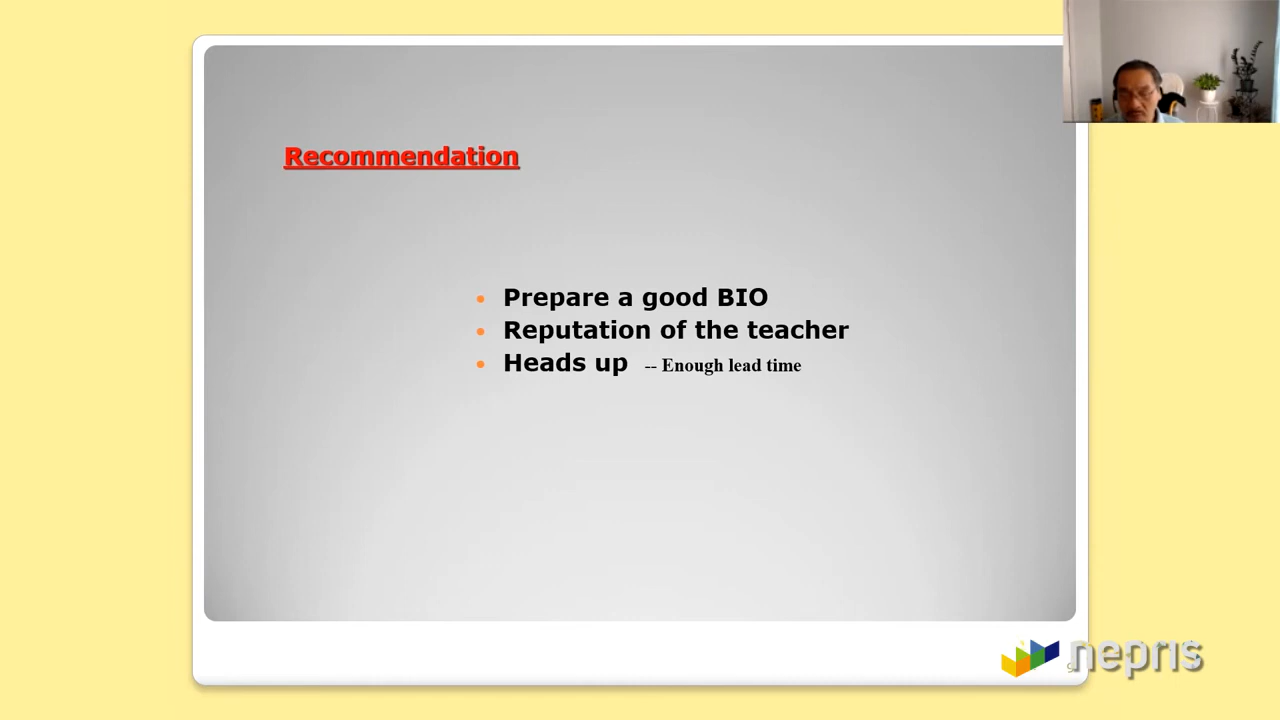 Recommendation
• Prepare a good BIO
• Reputation of the teacher
• Heads up -- Enough lead time
nepris